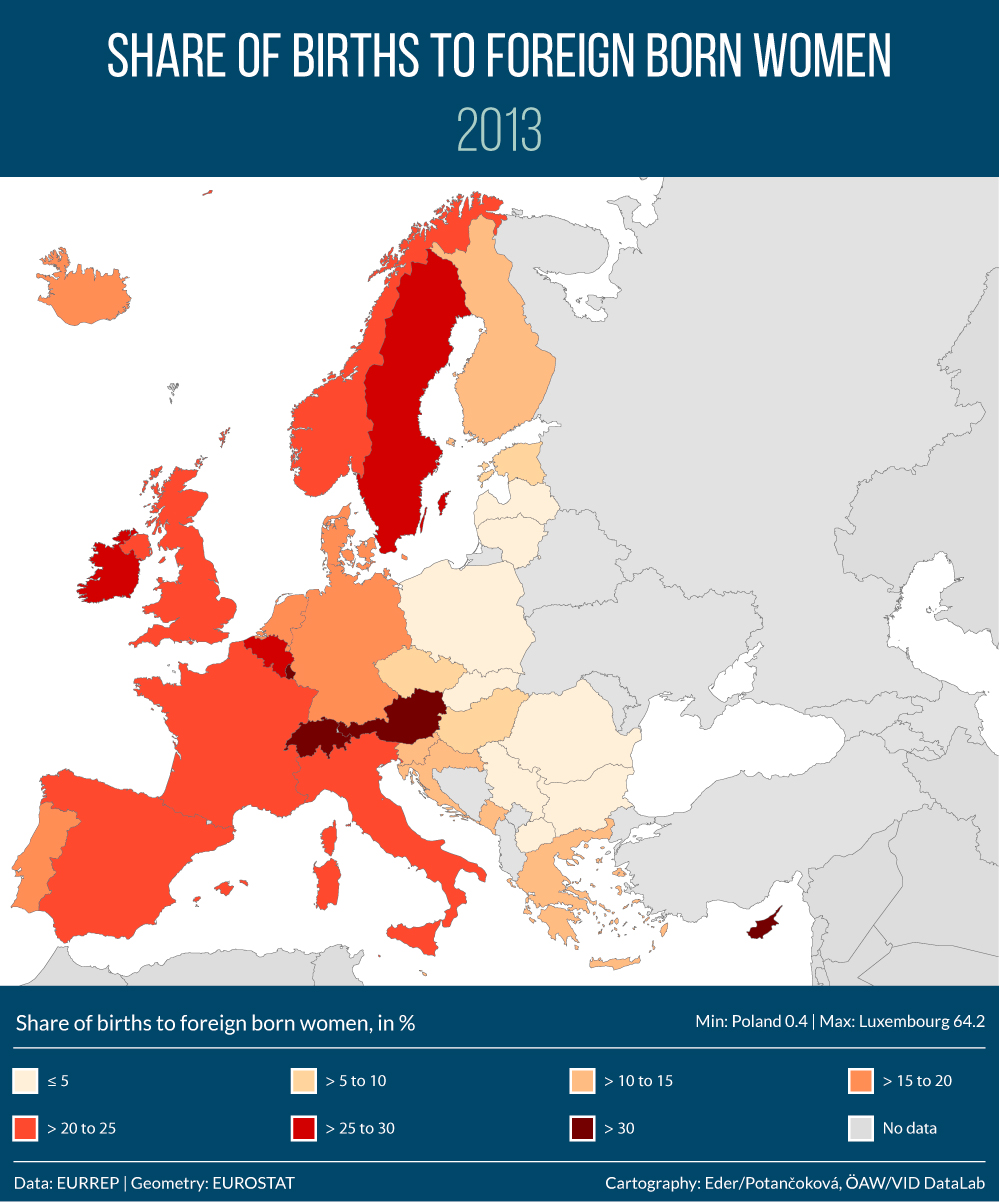 SHARE OF BIRTHS TO FOREIGN BORN WOMEN
2013
Share of births to foreign born women, in %
Min: Poland 0.4 | Max: Luxembourg 64.2
≤ 5
> 5 to 10
> 10 to 15
> 15 to 20
> 20 to 25
> 25 to 30
> 30
No data
Data: EURREP | Geometry: EUROSTAT
Cartography: Eder/Potančoková, ÖAW/VID DataLab